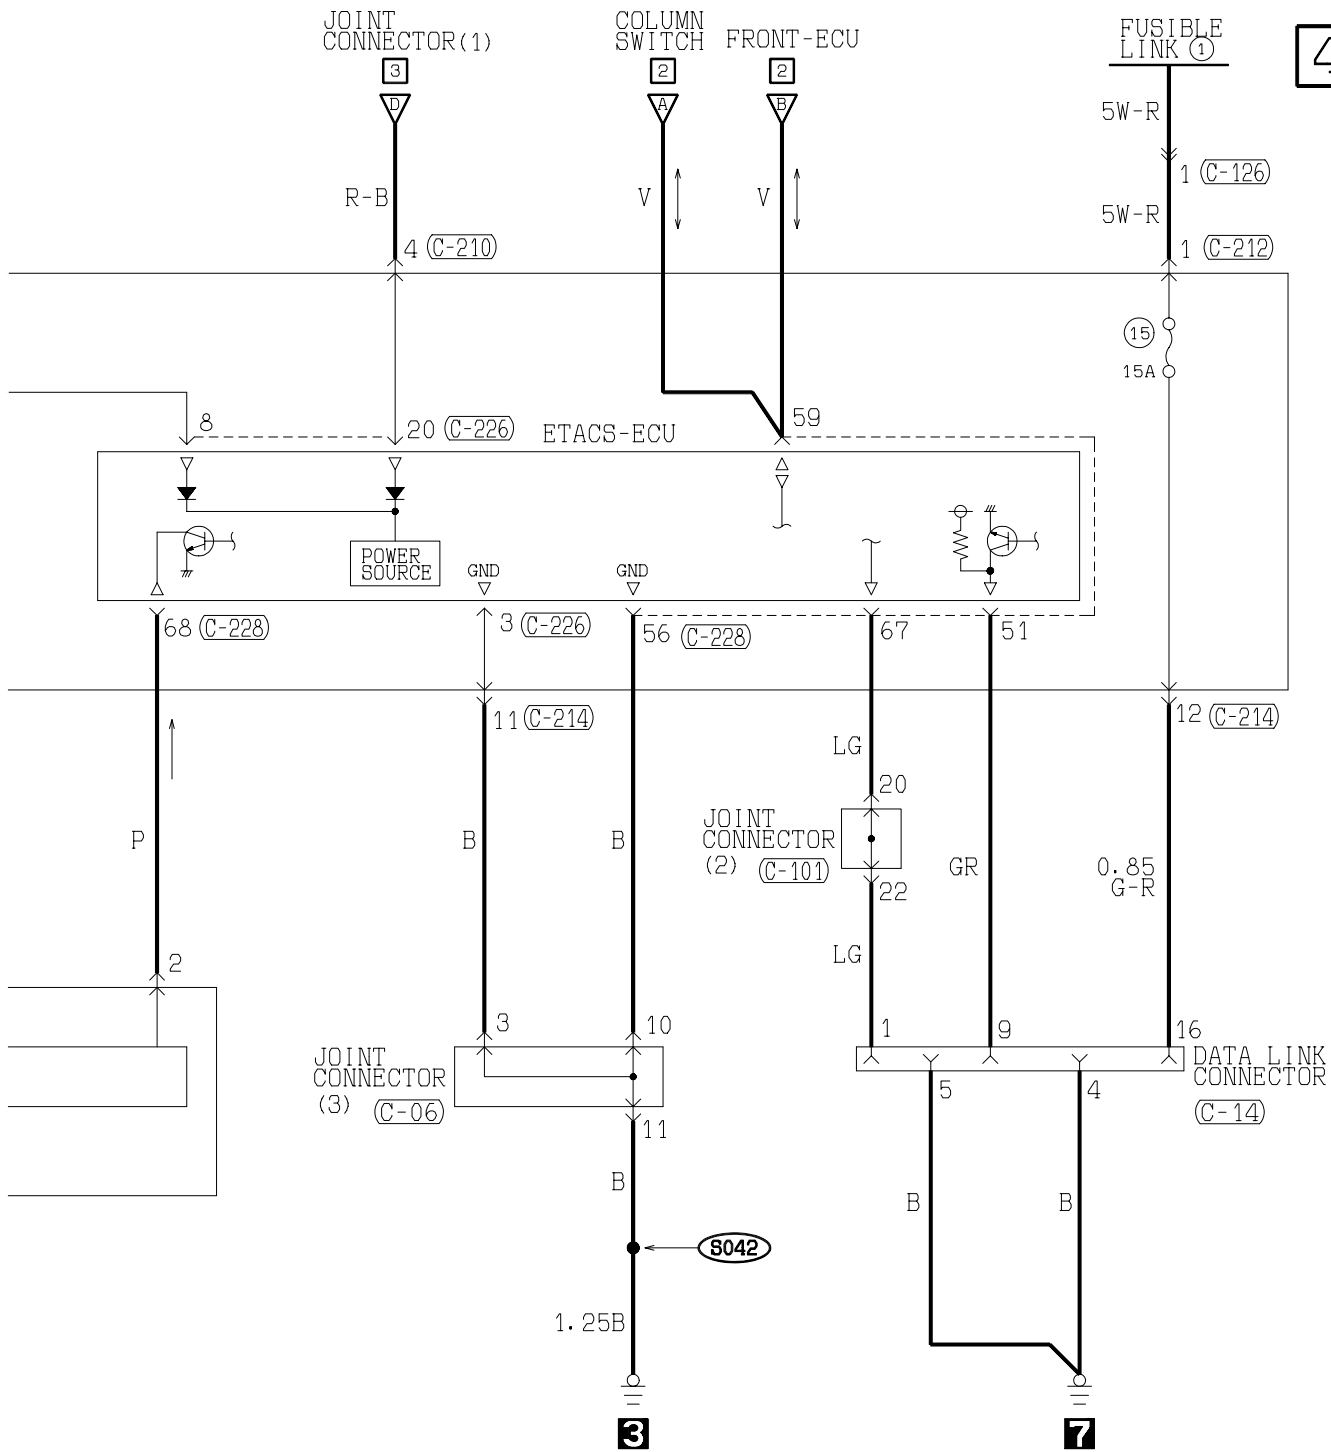 JOINT
CONNECTOR(1)
COLUMN
SWITCH
FRONT-ECU
FUSIBLE
LINK ①
3
2
2
D
A
B
5W-R
1 (C-126)
R-B
V
V
5W-R
4 (C-210)
1 (C-212)
15
15A
8
20 (C-226)
ETACS-ECU
59
POWER
SOURCE
GND
GND
68 (C-228)
3 (C-226)
56 (C-228)
67
51
11 (C-214)
12 (C-214)
LG
20
JOINT
CONNECTOR
(2) (C-101)
P
B
B
GR
0.85
G-R
22
LG
2
3
10
1
9
16
JOINT
CONNECTOR
(3) (C-06)
DATA LINK
CONNECTOR
(C-14)
5
4
11
B
B
B
S042
1.25B
3
7